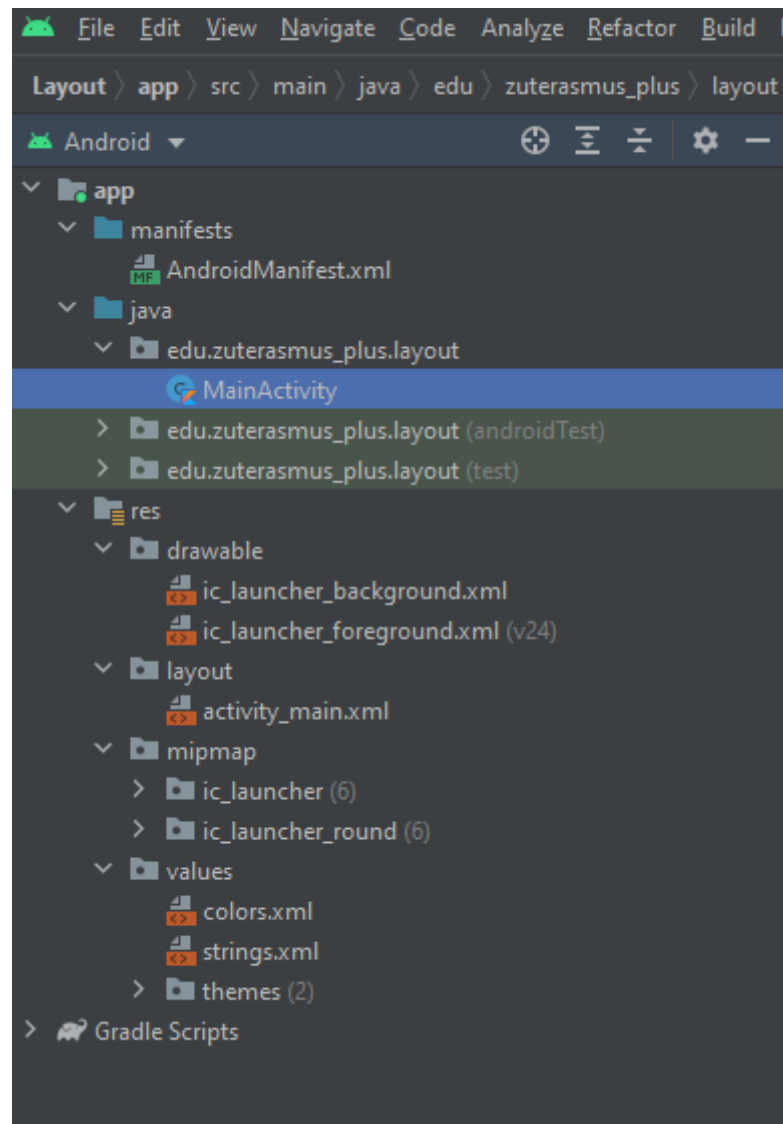 File Edit View Navigate Code Analyze Refactor Build
Layout 〉 app 〉 src 〉 main 〉 java 〉 edu 〉 zuterasmus_plus 〉 layout
Android
app
manifests
MF AndroidManifest.xml
java
edu.zuterasmus_plus.layout
MainActivity
edu.zuterasmus_plus.layout (androidTest)
edu.zuterasmus_plus.layout (test)
res
drawable
ic_launcher_background.xml
ic_launcher_foreground.xml (v24)
layout
activity_main.xml
mipmap
ic_launcher (6)
ic_launcher_round (6)
values
colors.xml
strings.xml
themes (2)
Gradle Scripts